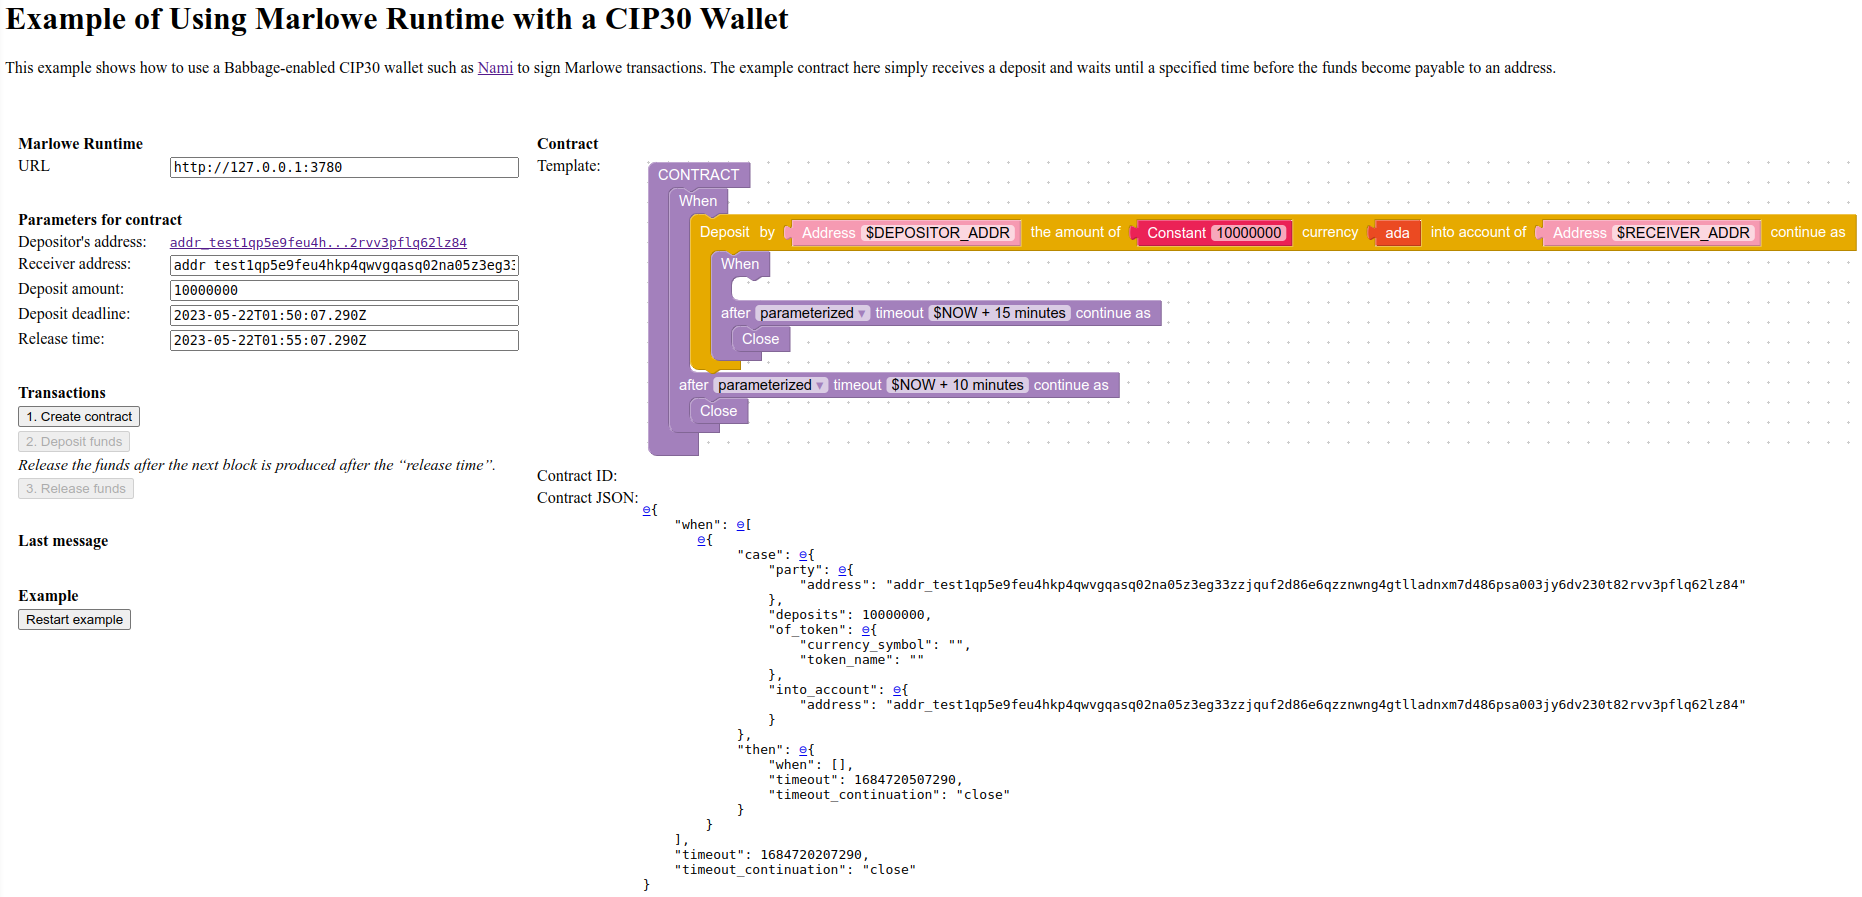 Example of Using Marlowe Runtime with a CIP30 Wallet
This example shows how to use a Babbage-enabled CIP30 wallet such as Nami to sign Marlowe transactions. The example contract here simply receives a deposit and waits until a specified time before the funds become payable to an address.
Marlowe Runtime
URL http://127.0.0.1:3780
Parameters for contract
Depositor's address: addr_test1qp5e9feu4h...2rvv3pflq62lz84
Receiver address: addr_test1qp5e9feu4hkp4qwvgqasq02na05z3eg33
Deposit amount: 10000000
Deposit deadline: 2023-05-22T01:50:07.290Z
Release time: 2023-05-22T01:55:07.290Z
Transactions
1. Create contract
2. Deposit funds
Release the funds after the next block is produced after the “release time”.
3. Release funds
Last message
Example
Restart example
Contract
Template:
CONTRACT
When
Deposit by Address $DEPOSITOR_ADDR the amount of Constant 10000000 currency ada into account of Address $RECEIVER_ADDR continue as
When
after parameterized ▾ timeout $NOW + 15 minutes continue as
Close
after parameterized ▾ timeout $NOW + 10 minutes continue as
Close
Contract ID:
Contract JSON:
⊖{
"when": ⊖[
⊖{
"case": ⊖{
"party": ⊖{
"address": "addr_test1qp5e9feu4hkp4qwvgqasq02na05z3eg33zzjquf2d86e6qzznwng4gtlladnxm7d486psa003jy6dv230t82rvv3pflq62lz84"
},
"deposits": 10000000,
"of_token": ⊖{
"currency_symbol": "",
"token_name": ""
},
"into_account": ⊖{
"address": "addr_test1qp5e9feu4hkp4qwvgqasq02na05z3eg33zzjquf2d86e6qzznwng4gtlladnxm7d486psa003jy6dv230t82rvv3pflq62lz84"
}
},
"then": ⊖{
"when": [],
"timeout": 1684720507290,
"timeout_continuation": "close"
}
}
],
"timeout": 1684720207290,
"timeout_continuation": "close"
}